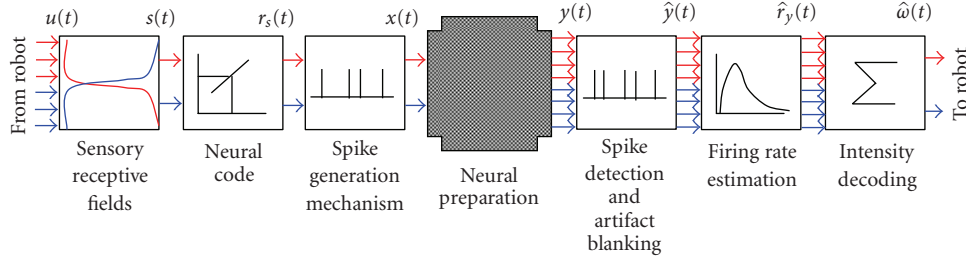 u(t)
s(t)
r_s(t)
x(t)
y(t)
ŷ(t)
r̂_y(t)
ω̂(t)
From robot
To robot
Sensory
receptive
fields
Neural
code
Spike
generation
mechanism
Neural
preparation
Spike
detection
and
artifact
blanking
Firing rate
estimation
Intensity
decoding